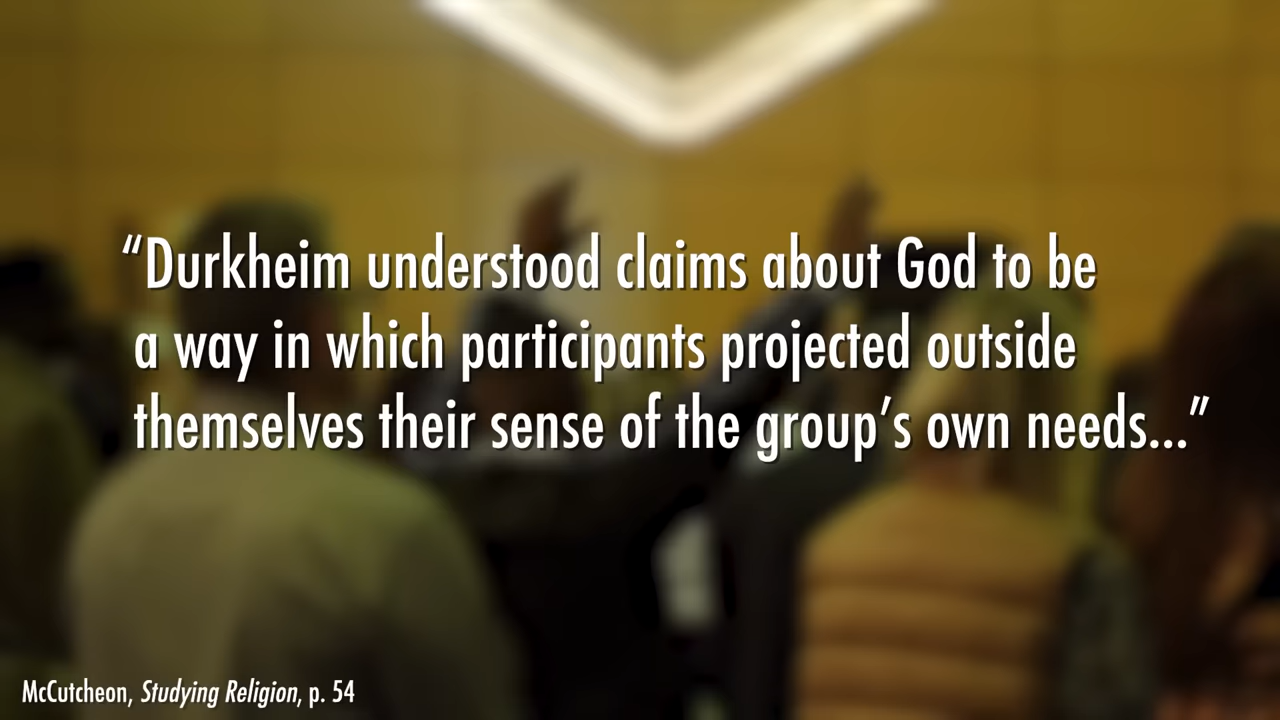 “Durkheim understood claims about God to be
a way in which participants projected outside
themselves their sense of the group’s own needs...”
McCutcheon, Studying Religion, p. 54